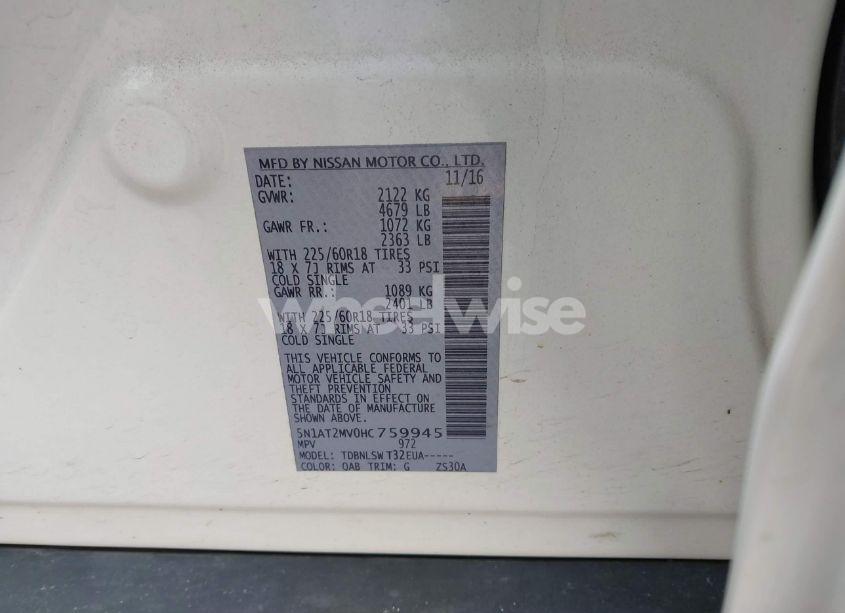 MFD BY NISSAN MOTOR CO., LTD.
DATE: 11/16
GVWR: 2122 KG
4679 LB
GAWR FR.: 1072 KG
2363 LB
WITH 225/60R18 TIRES
18 X 7J RIMS AT 33 PSI
COLD SINGLE
GAWR RR.: 1089 KG
2401 LB
wheelwise
WITH 225/60R18 TIRES
18 X 7J RIMS AT 33 PSI
COLD SINGLE
THIS VEHICLE CONFORMS TO
ALL APPLICABLE FEDERAL
MOTOR VEHICLE SAFETY AND
THEFT PREVENTION
STANDARDS IN EFFECT ON
THE DATE OF MANUFACTURE
SHOWN ABOVE.
5N1AT2MV0HC759945
MPV 972
MODEL: TDBNLSW T32EUA-----
COLOR: QAB TRIM: G ZS30A